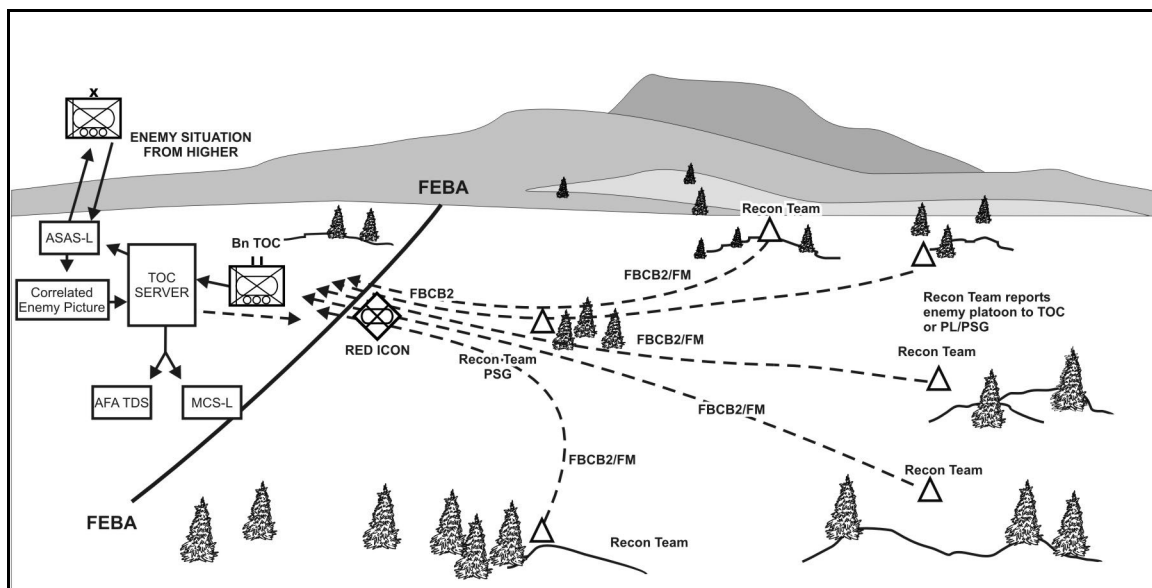 x
ENEMY SITUATION
FROM HIGHER
FEBA
Recon Team
ASAS-L
Bn TOC
TOC
SERVER
Correlated
Enemy Picture
FBCB2
FBCB2/FM
RED ICON
Recon Team reports
enemy platoon to TOC
or PL/PSG
FBCB2/FM
Recon Team
Recon Team
PSG
AFA TDS
MCS-L
FBCB2/FM
FBCB2/FM
Recon Team
FEBA
Recon Team